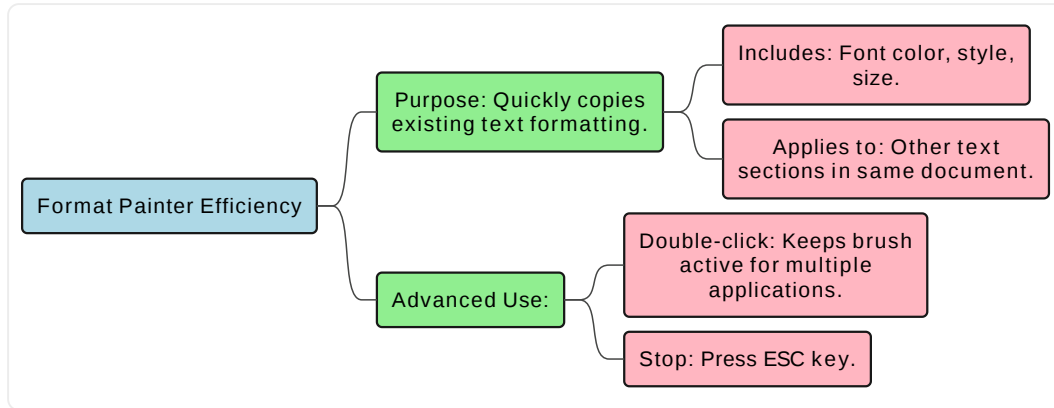 Format Painter Efficiency
Purpose: Quickly copies
existing text formatting.
Includes: Font color, style,
size.
Applies to: Other text
sections in same document.
Advanced Use:
Double-click: Keeps brush
active for multiple
applications.
Stop: Press ESC key.